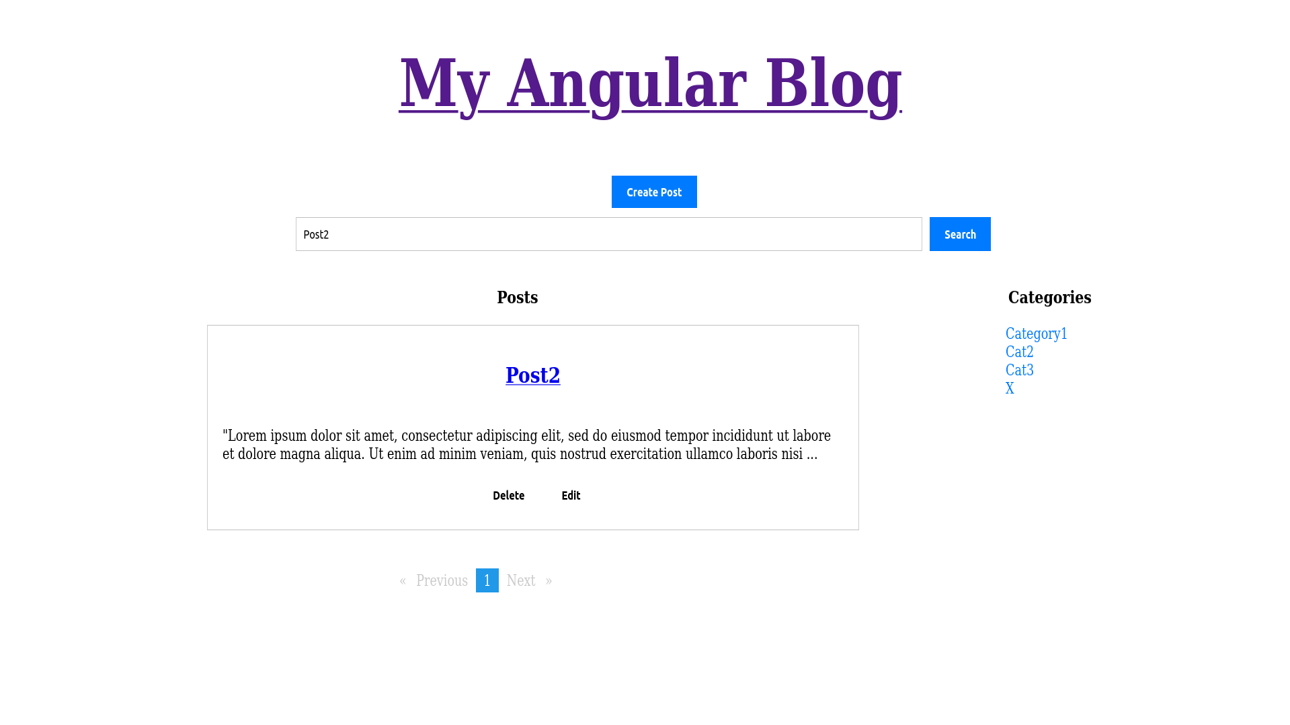 My Angular Blog
Create Post
Post2
Search
Posts
Categories
Category1
Cat2
Cat3
X
Post2
"Lorem ipsum dolor sit amet, consectetur adipiscing elit, sed do eiusmod tempor incididunt ut labore
et dolore magna aliqua. Ut enim ad minim veniam, quis nostrud exercitation ullamco laboris nisi ...
Delete Edit
« Previous 1 Next »